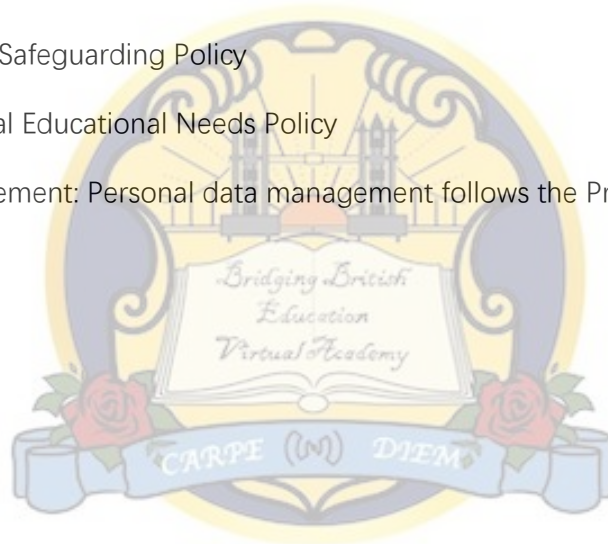 Safeguarding Policy
al Educational Needs Policy
ement: Personal data management follows the Pr
Bridging British
Education
Virtual Academy
CARPE (M) DIEM